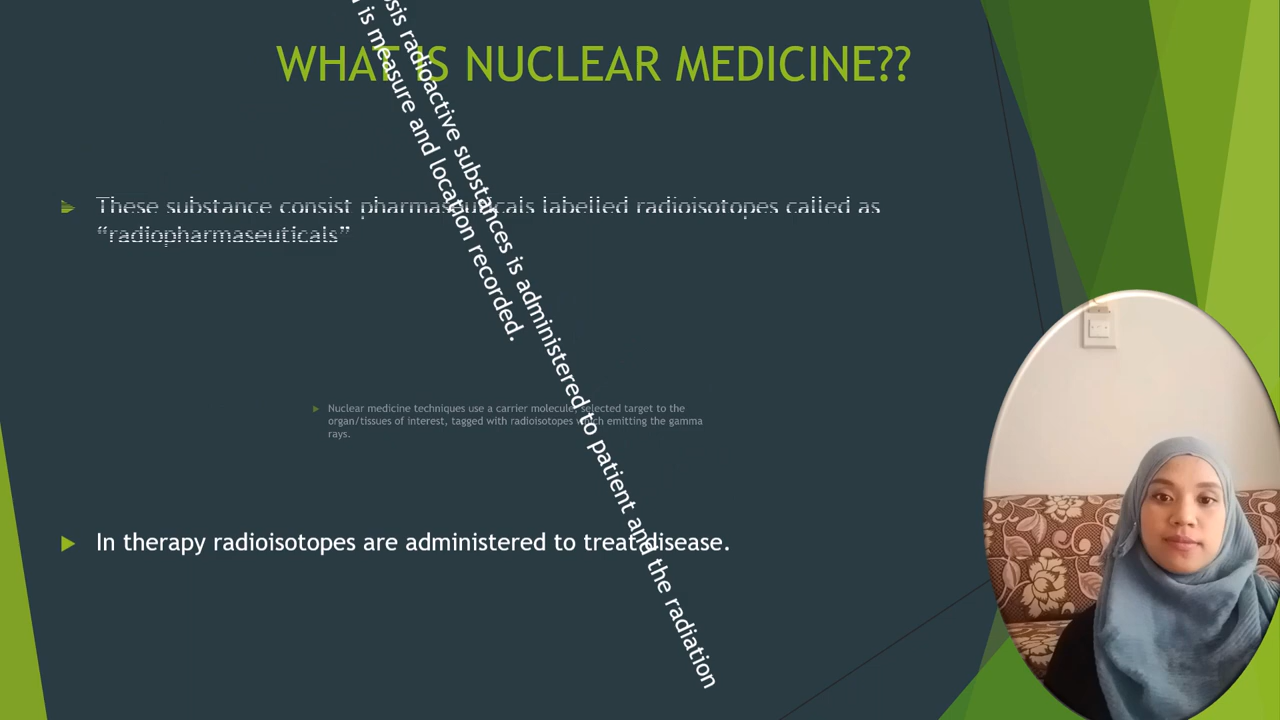 WHAT IS NUCLEAR MEDICINE??
These substance consist pharmaseuticals labelled radioisotopes called as
“radiopharmaseuticals”
radioactive substances is administered to patient and the radiation
is measure and location recorded.
Nuclear medicine techniques use a carrier molecule, selected target to the
organ/tissues of interest, tagged with radioisotopes which emitting the gamma
rays.
In therapy radioisotopes are administered to treat disease.